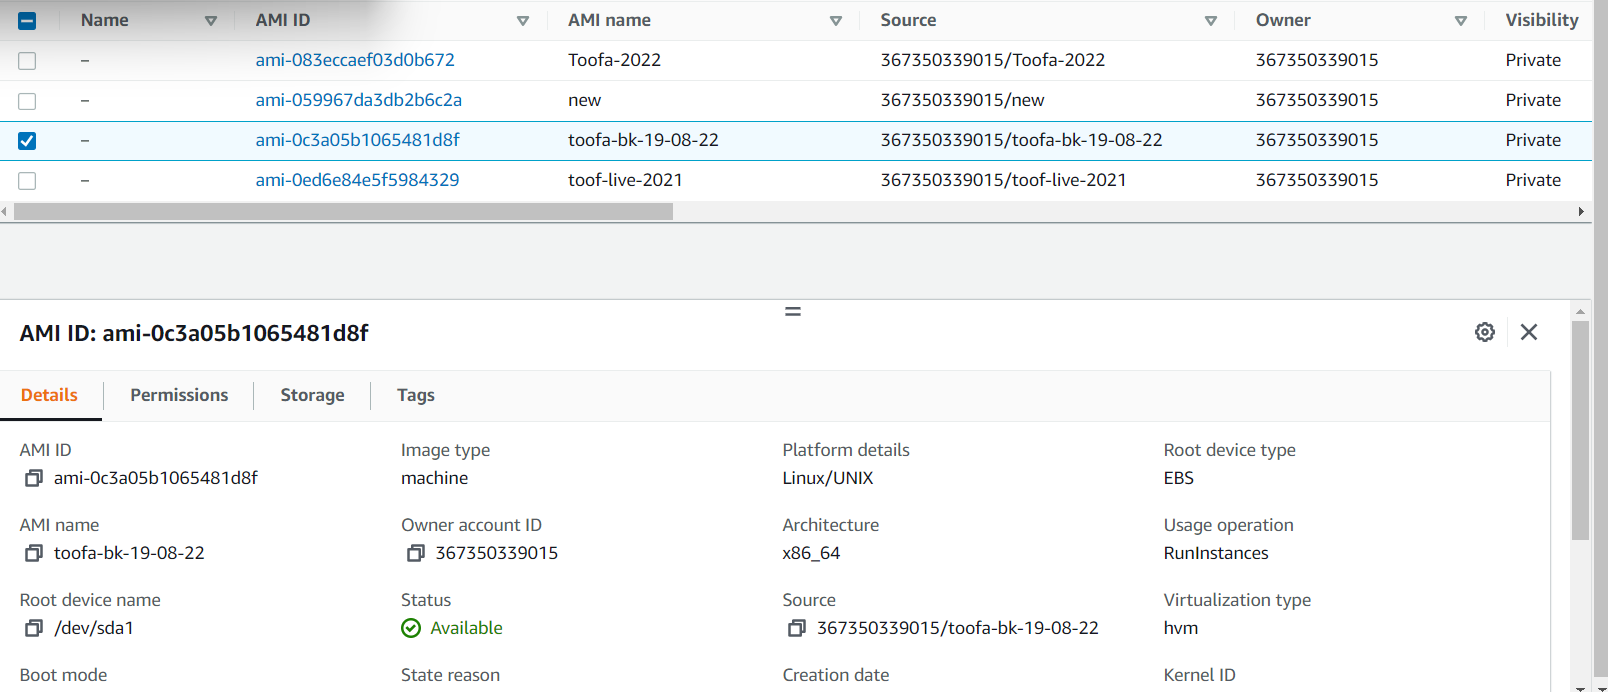 Name AMI ID AMI name Source Owner Visibility
– ami-083eccaef03d0b672 Toofa-2022 367350339015/Toofa-2022 367350339015 Private
– ami-059967da3db2b6c2a new 367350339015/new 367350339015 Private
– ami-0c3a05b1065481d8f toofa-bk-19-08-22 367350339015/toofa-bk-19-08-22 367350339015 Private
– ami-0ed6e84e5f5984329 toof-live-2021 367350339015/toof-live-2021 367350339015 Private
AMI ID: ami-0c3a05b1065481d8f
Details Permissions Storage Tags
AMI ID Image type Platform details Root device type
ami-0c3a05b1065481d8f machine Linux/UNIX EBS
AMI name Owner account ID Architecture Usage operation
toofa-bk-19-08-22 367350339015 x86_64 RunInstances
Root device name Status Source Virtualization type
/dev/sda1 Available 367350339015/toofa-bk-19-08-22 hvm
Boot mode State reason Creation date Kernel ID